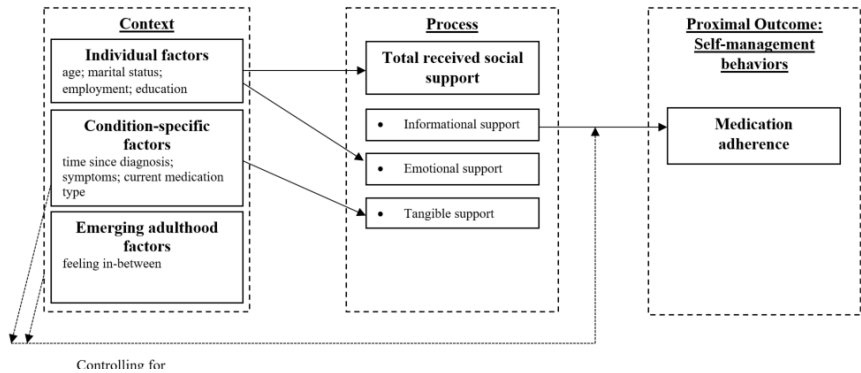 Context
Individual factors
age; marital status;
employment; education
Condition-specific
factors
time since diagnosis;
symptoms; current medication
type
Emerging adulthood
factors
feeling in-between
Process
Total received social
support
• Informational support
• Emotional support
• Tangible support
Proximal Outcome:
Self-management
behaviors
Medication
adherence
Controlling for